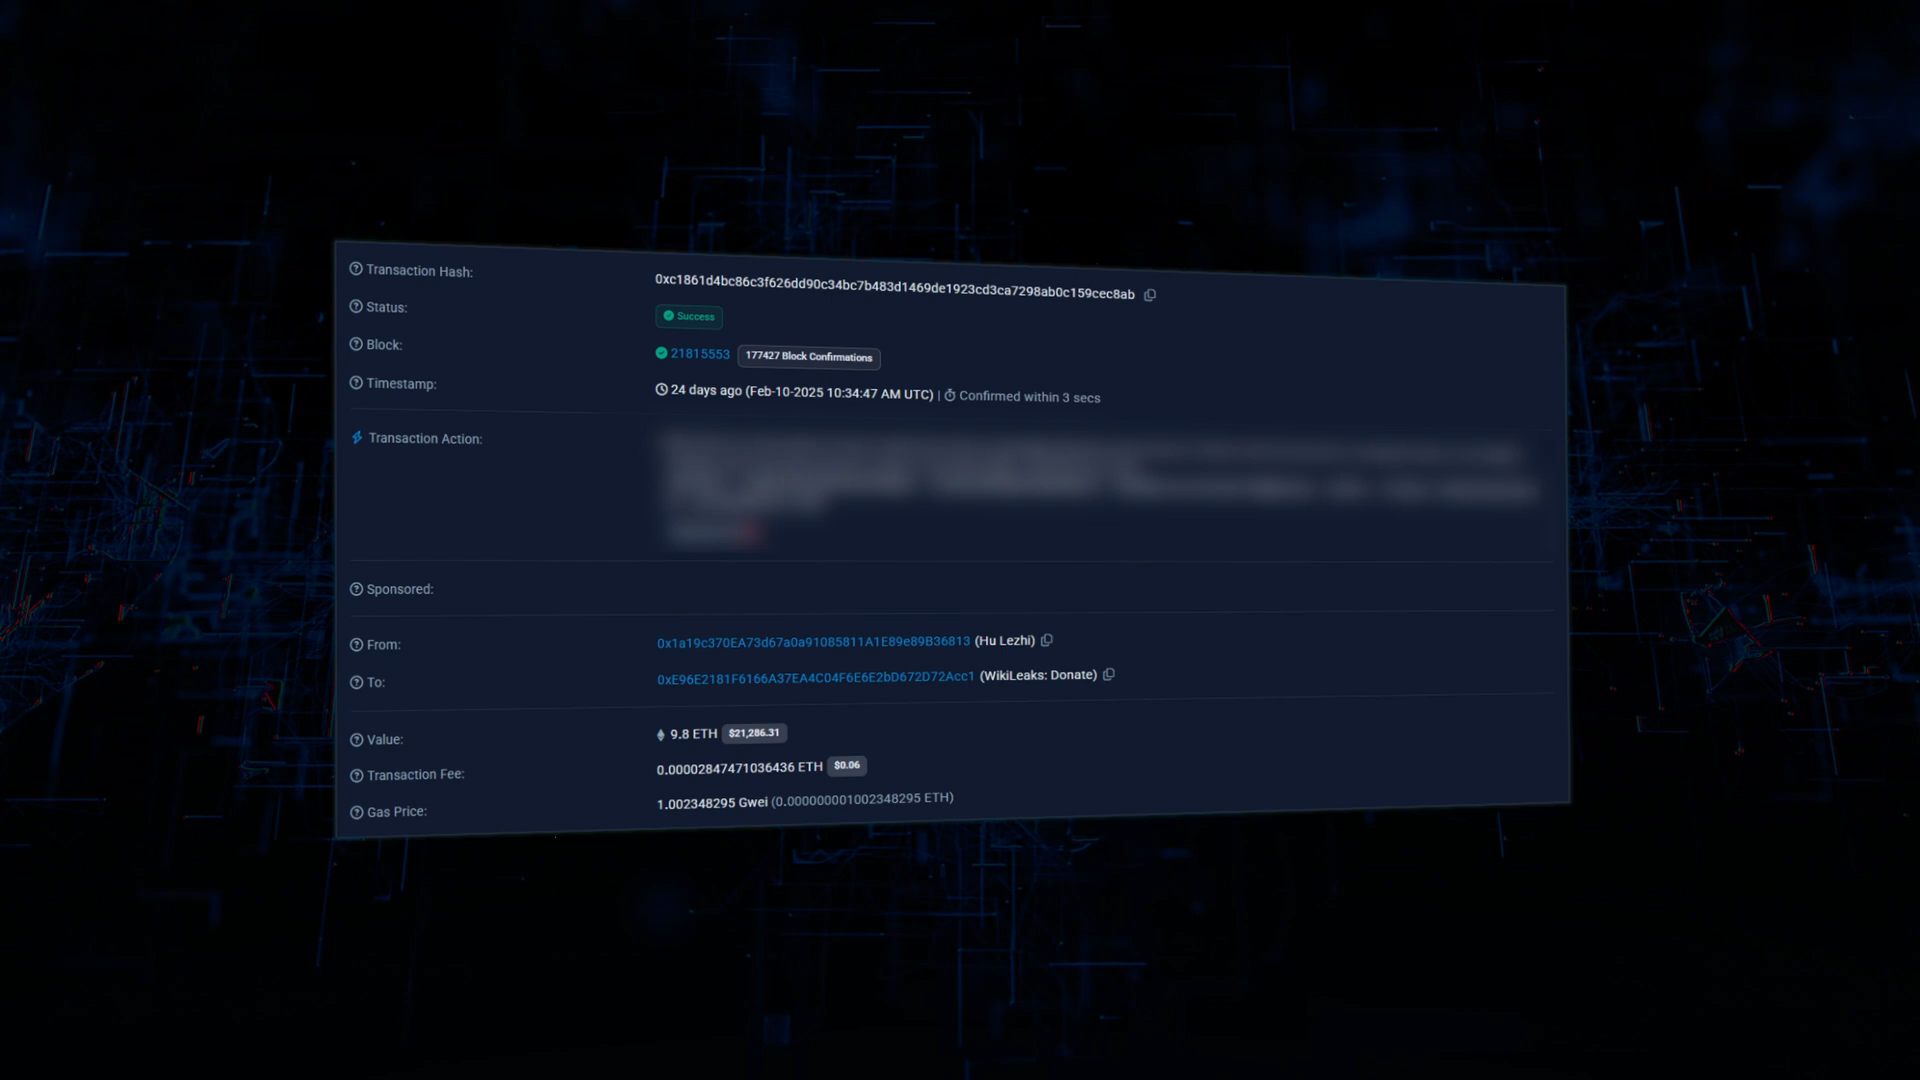 Transaction Hash: 0xc1861d4bc86c3f626dd90c34bc7b483d1469de1923cd3ca7298ab0c159cec8ab
Status: Success
Block: 21815553 177427 Block Confirmations
Timestamp: 24 days ago (Feb-10-2025 10:34:47 AM UTC) | Confirmed within 3 secs
Transaction Action:
Sponsored:
From: 0x1a19c370EA73d67a0a91085811A1E89e89B36813 (Hu Lezhi)
To: 0xE96E2181F6166A37EA4C04F6E6E2bD672D72Acc1 (WikiLeaks: Donate)
Value: 9.8 ETH $21,286.31
Transaction Fee: 0.00002847471036436 ETH $0.06
Gas Price: 1.002348295 Gwei (0.000000001002348295 ETH)